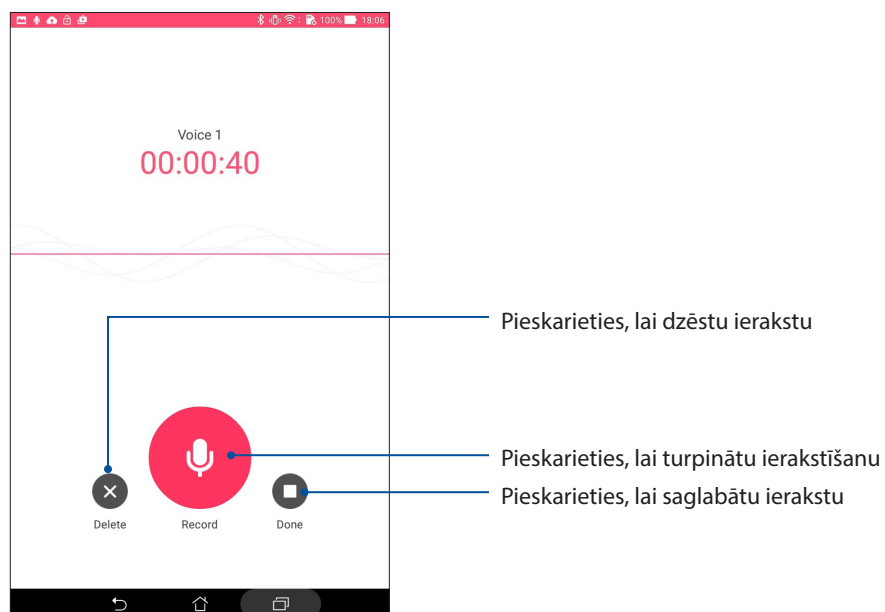 100% 18:06
Voice 1
00:00:40
Pieskarieties, lai dzēstu ierakstu
Pieskarieties, lai turpinātu ierakstīšanu
Pieskarieties, lai saglabātu ierakstu
Delete Record Done